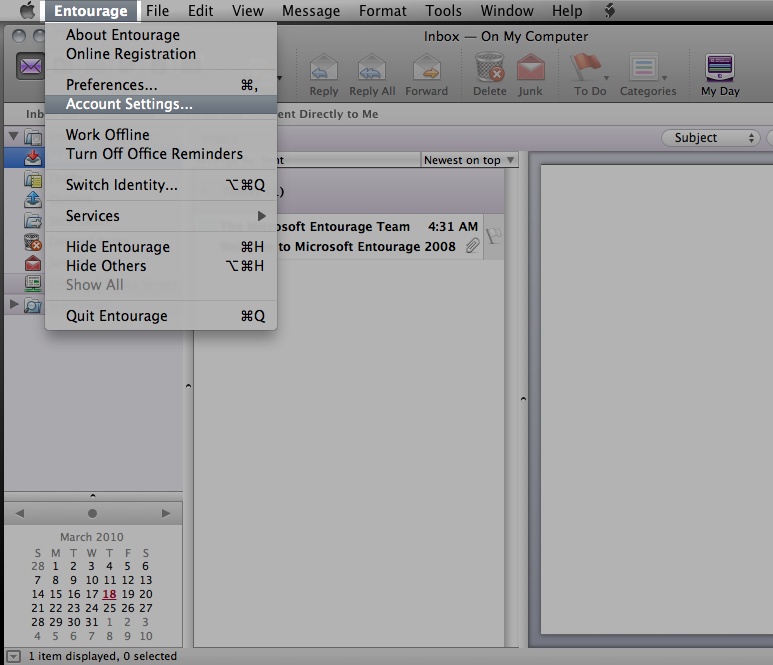 Entourage File Edit View Message Format Tools Window Help
Inbox — On My Computer
Reply Reply All Forward Delete Junk To Do Categories My Day
About Entourage
Online Registration
Preferences... ⌘,
Account Settings...
Work Offline
Turn Off Office Reminders
Switch Identity... ⌥⌘Q
Services
Hide Entourage ⌘H
Hide Others ⌥⌘H
Show All
Quit Entourage ⌘Q
Directly to Me
Subject
Newest on top
Entourage Team 4:31 AM
to Microsoft Entourage 2008
March 2010
S M T W T F S
28 1 2 3 4 5 6
7 8 9 10 11 12 13
14 15 16 17 18 19 20
21 22 23 24 25 26 27
28 29 30 31 1 2 3
4 5 6 7 8 9 10
1 item displayed, 0 selected